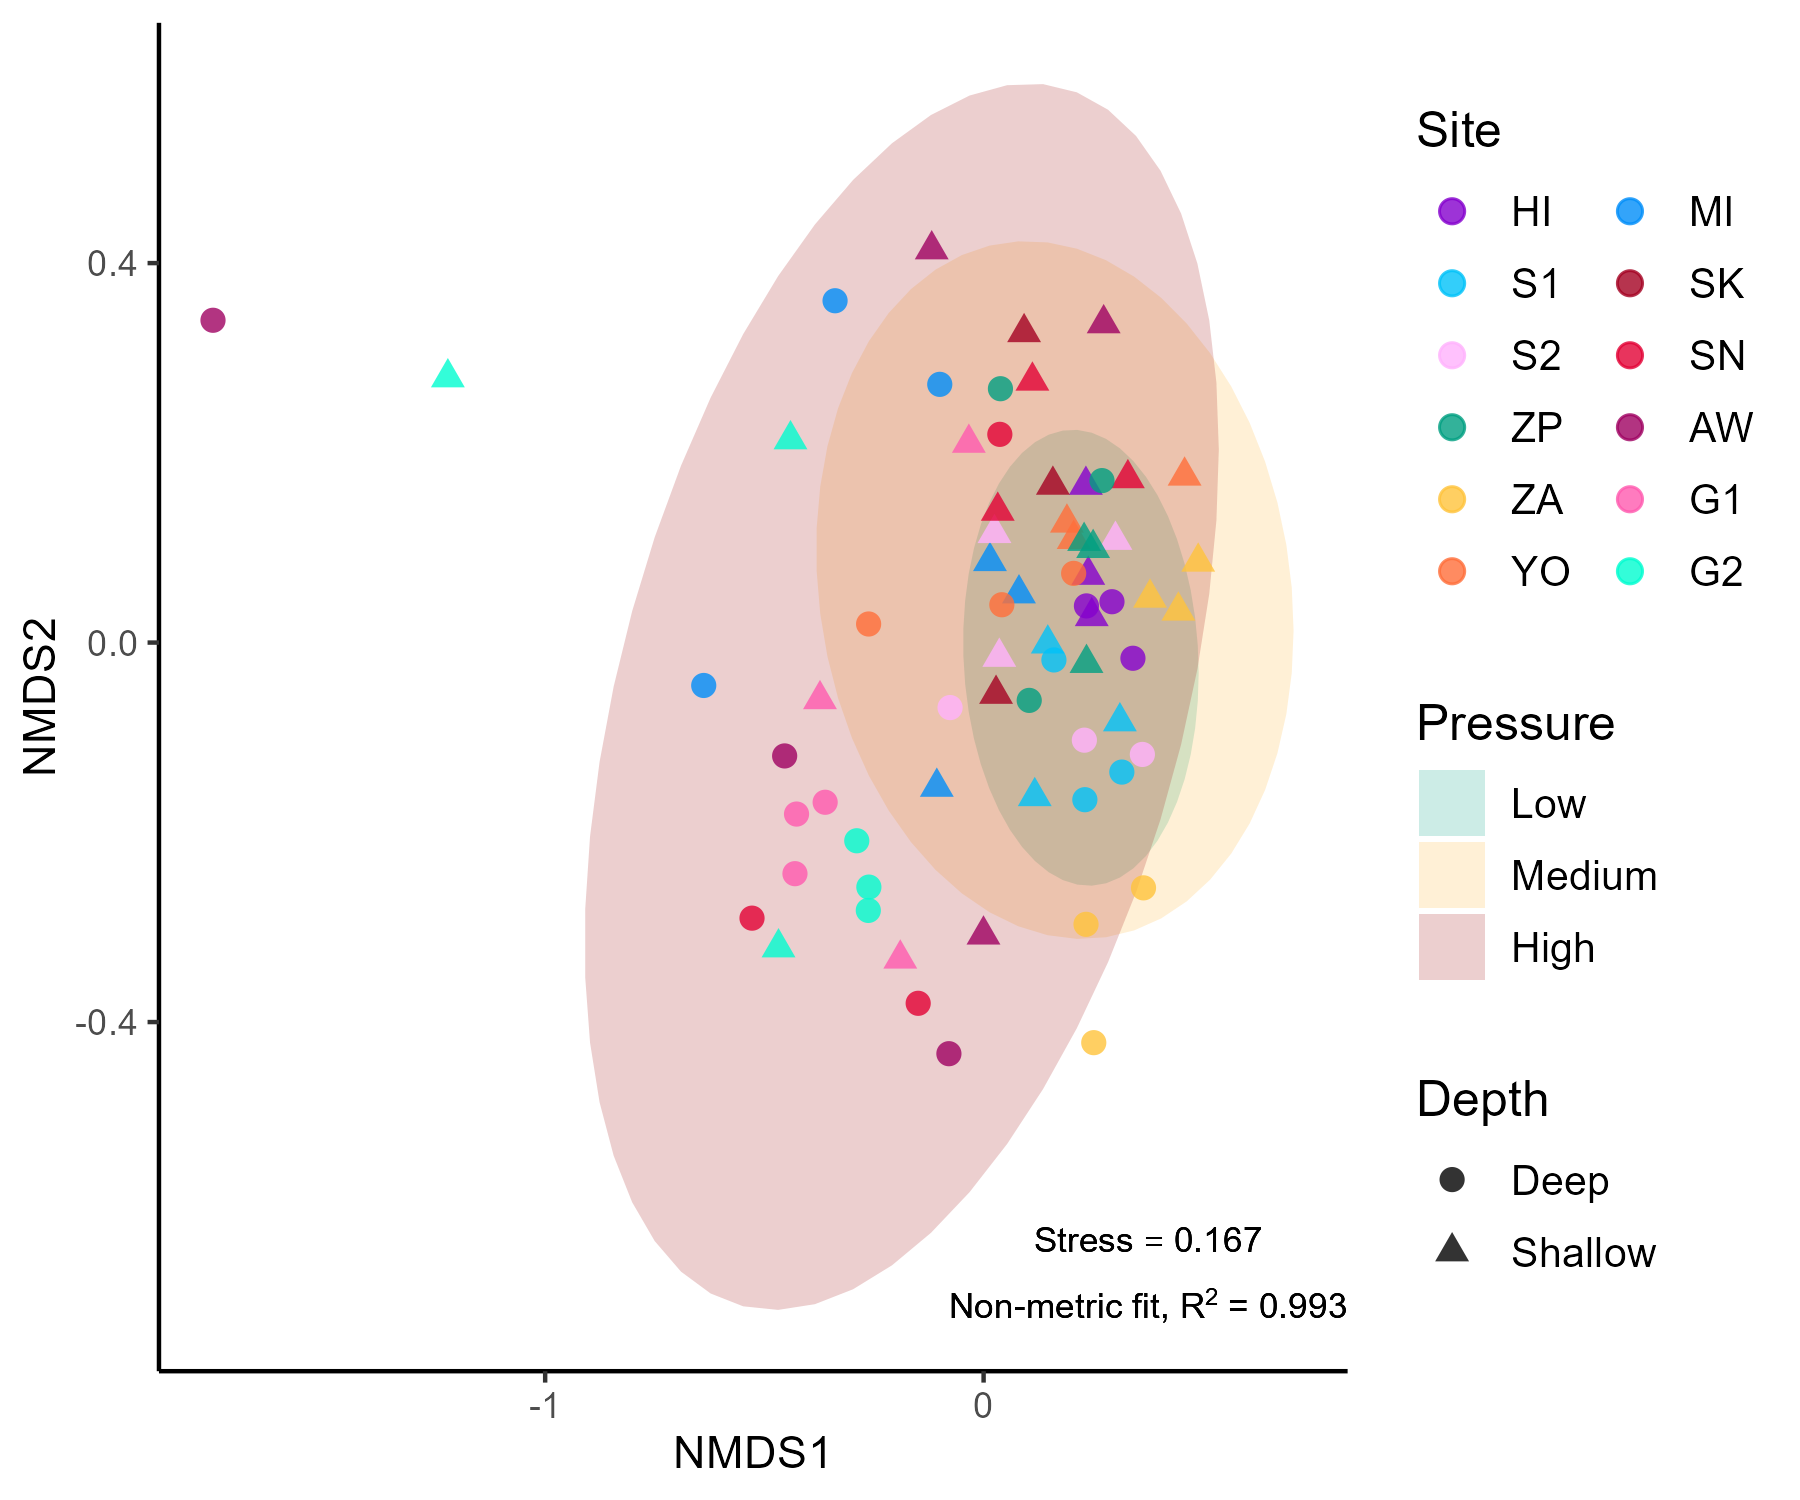 NMDS2
0.4
0.0
-0.4
-1
0
NMDS1
Stress = 0.167
Non-metric fit, R² = 0.993
Site
HI
MI
S1
SK
S2
SN
ZP
AW
ZA
G1
YO
G2
Pressure
Low
Medium
High
Depth
Deep
Shallow